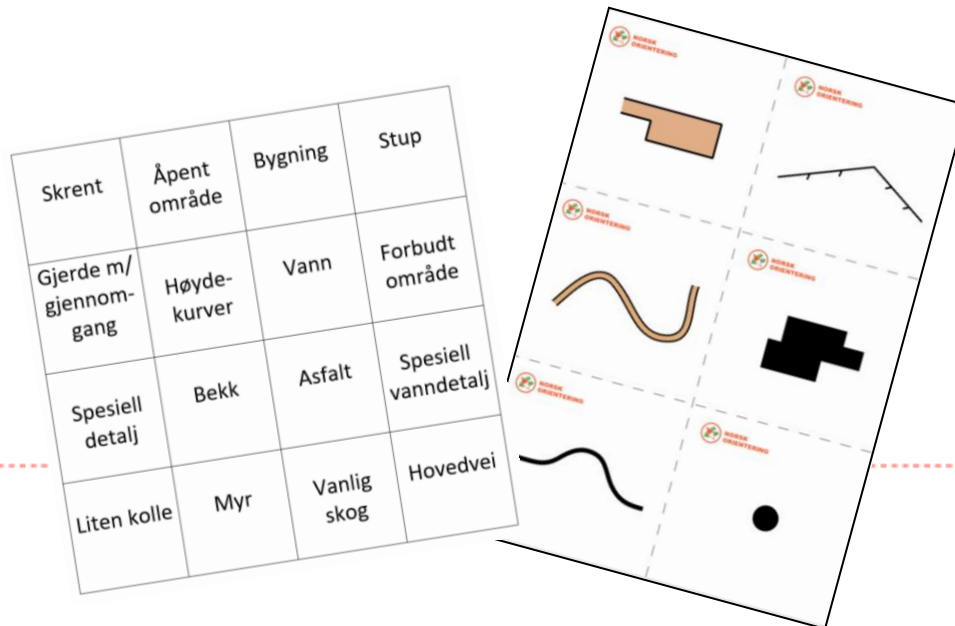 Skrent
Åpent
område
Bygning
Stup
Gjerde m/
gjennom-
gang
Høyde-
kurver
Vann
Forbudt
område
Spesiell
detalj
Bekk
Asfalt
Spesiell
vanndetalj
Liten kolle
Myr
Vanlig
skog
Hovedvei
NORSK
ORIENTERING
NORSK
ORIENTERING
NORSK
ORIENTERING
NORSK
ORIENTERING
NORSK
ORIENTERING
NORSK
ORIENTERING